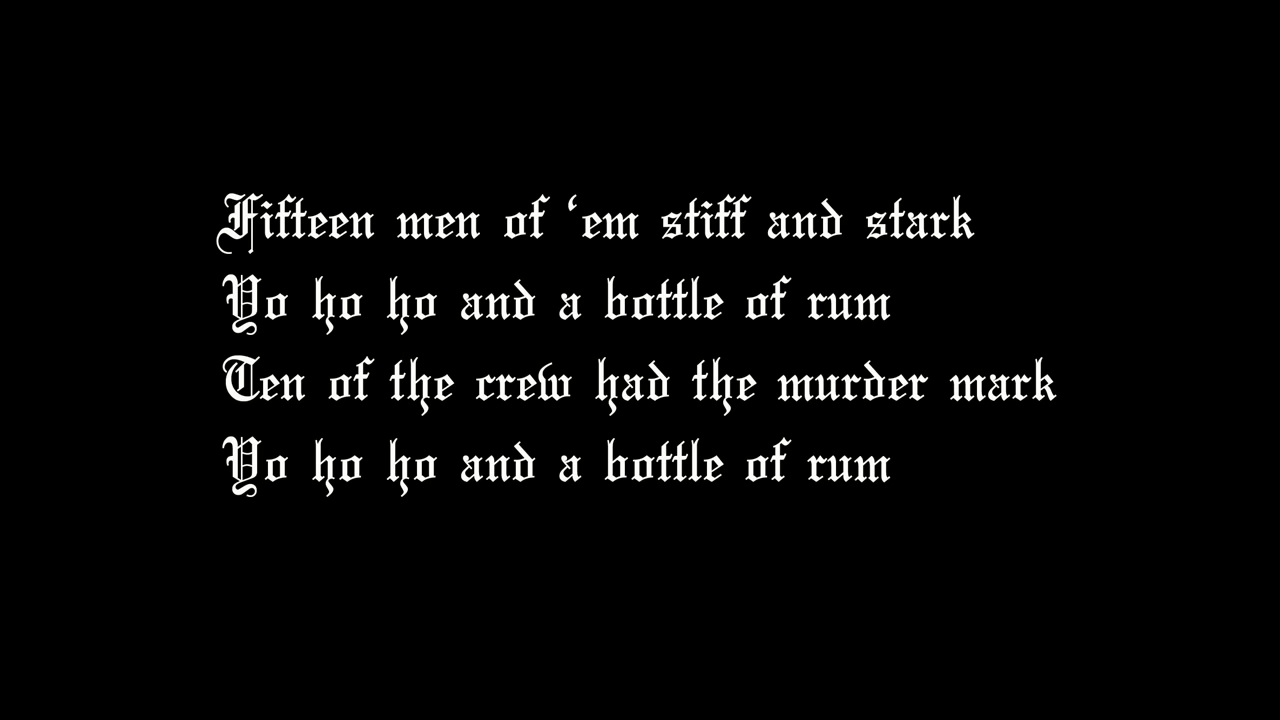 Fifteen men of ‘em stiff and stark
Yo ho ho and a bottle of rum
Ten of the crew had the murder mark
Yo ho ho and a bottle of rum